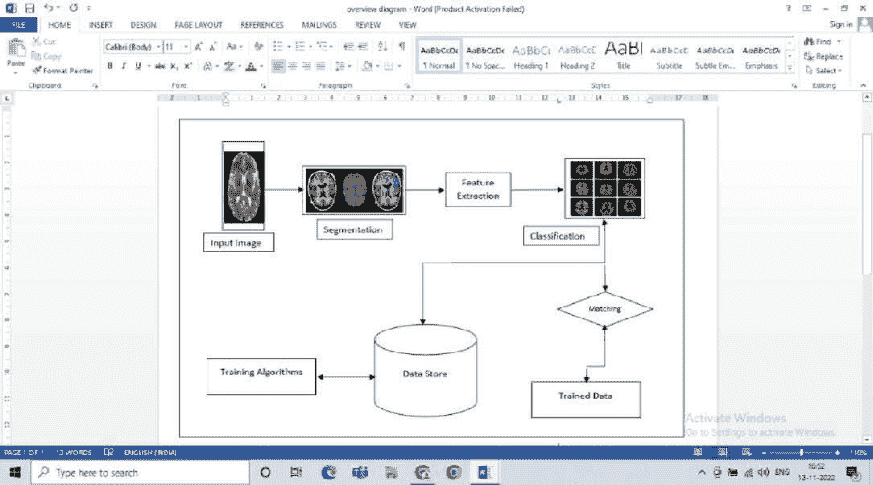 overview diagram - Word (Product Activation Failed)
FILE HOME INSERT DESIGN PAGE LAYOUT REFERENCES MAILINGS REVIEW VIEW
Sign in
Cut
Copy
Format Painter
Paste
Calibri (Body) 11
Find
Replace
Select
AaBbCcDc AaBbCcDc AaBbCc AaBbCcC AaBl AaBbCcC AaBbCcDc AaBbCcDc
¶ Normal ¶ No Spac... Heading 1 Heading 2 Title Subtitle Subtle Em... Emphasis
Clipboard Font Paragraph Styles Editing
Feature
Extraction
Segmentation
Classification
Input Image
Matching
Training Algorithms
Data Store
Trained Data
Activate Windows
Go to Settings to activate Windows.
PAGE 1 OF 1 13 WORDS ENGLISH (INDIA)
Type here to search
ENG
16:52
13-11-2022